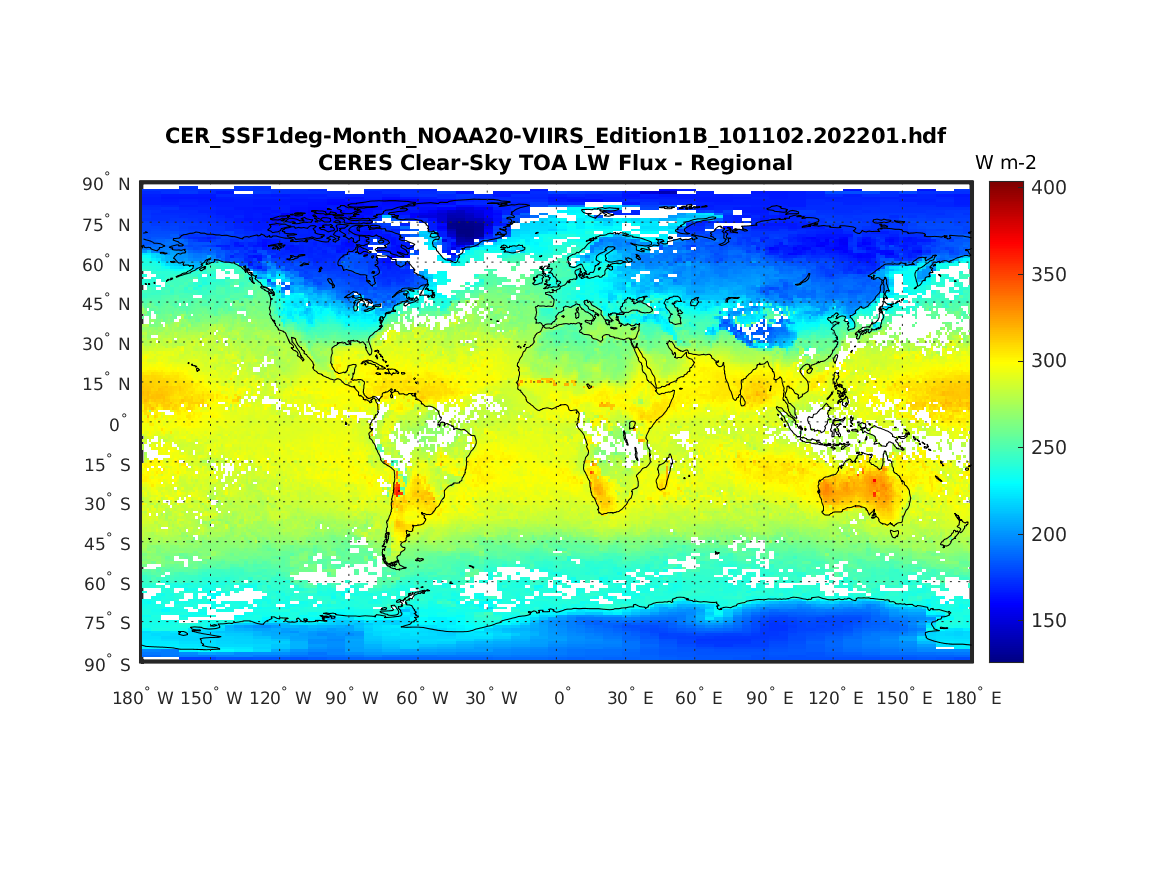 CER_SSF1deg-Month_NOAA20-VIIRS_Edition1B_101102.202201.hdf
CERES Clear-Sky TOA LW Flux - Regional
W m-2
90° N
75° N
60° N
45° N
30° N
15° N
0°
15° S
30° S
45° S
60° S
75° S
90° S
180° W 150° W 120° W 90° W 60° W 30° W 0° 30° E 60° E 90° E 120° E 150° E 180° E
400
350
300
250
200
150